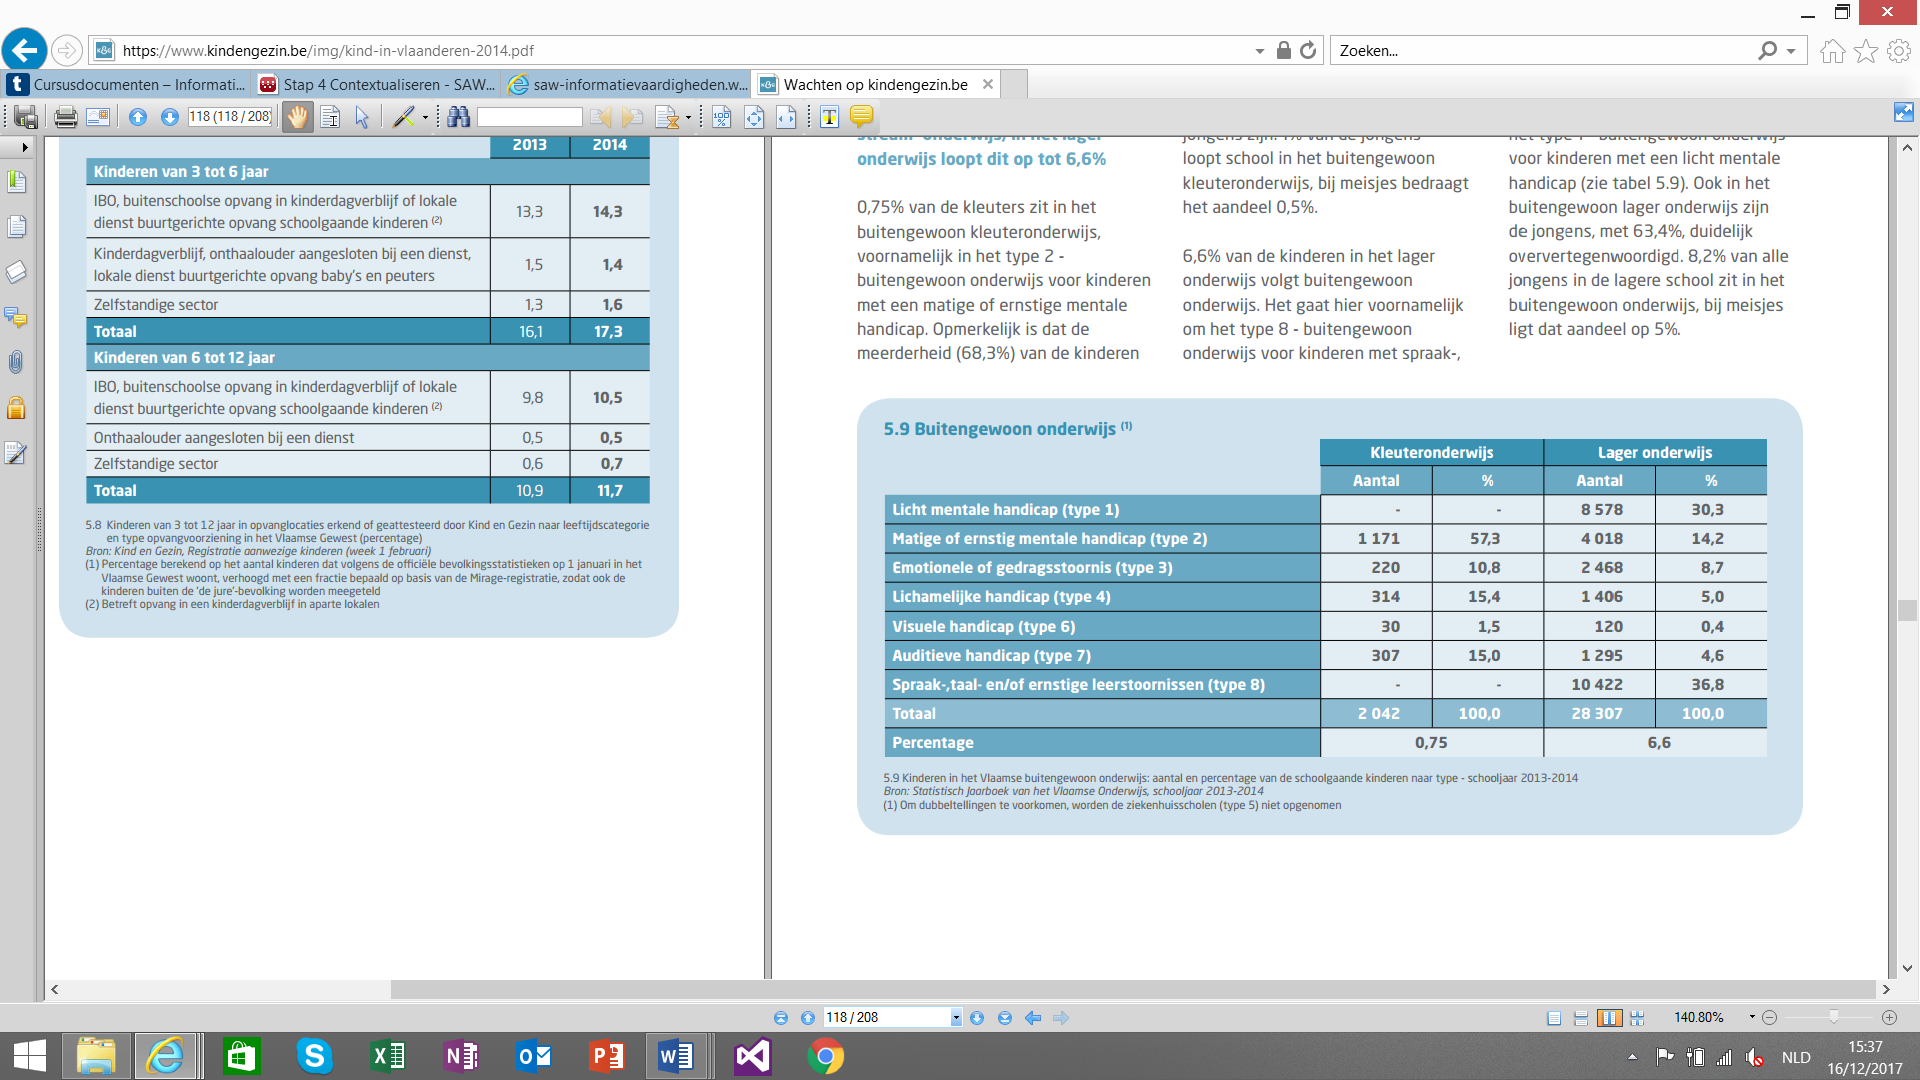 https://www.kindengezin.be/img/kind-in-vlaanderen-2014.pdf
Zoeken...
Cursusdocumenten – Informati...
Stap 4 Contextualiseren - SAW...
saw-informatievaardigheden.w...
Wachten op kindengezin.be
118 (118 / 208)
2013 2014
Kinderen van 3 tot 6 jaar
IBO, buitenschoolse opvang in kinderdagverblijf of lokale
dienst buurtgerichte opvang schoolgaande kinderen (2) 13,3 14,3
Kinderdagverblijf, onthaalouder aangesloten bij een dienst,
lokale dienst buurtgerichte opvang baby's en peuters 1,5 1,4
Zelfstandige sector 1,3 1,6
Totaal 16,1 17,3
Kinderen van 6 tot 12 jaar
IBO, buitenschoolse opvang in kinderdagverblijf of lokale
dienst buurtgerichte opvang schoolgaande kinderen (2) 9,8 10,5
Onthaalouder aangesloten bij een dienst 0,5 0,5
Zelfstandige sector 0,6 0,7
Totaal 10,9 11,7
5.8 Kinderen van 3 tot 12 jaar in opvanglocaties erkend of geattesteerd door Kind en Gezin naar leeftijdscategorie
en type opvangvoorziening in het Vlaamse Gewest (percentage)
Bron: Kind en Gezin, Registratie aanwezige kinderen (week 1 februari)
(1) Percentage berekend op het aantal kinderen dat volgens de officiële bevolkingsstatistieken op 1 januari in het
Vlaamse Gewest woont, verhoogd met een fractie bepaald op basis van de Mirage-registratie, zodat ook de
kinderen buiten de 'de jure'-bevolking worden meegeteld
(2) Betreft opvang in een kinderdagverblijf in aparte lokalen
stream'-onderwijs, in het lager
onderwijs loopt dit op tot 6,6%
0,75% van de kleuters zit in het
buitengewoon kleuteronderwijs,
voornamelijk in het type 2 -
buitengewoon onderwijs voor kinderen
met een matige of ernstige mentale
handicap. Opmerkelijk is dat de
meerderheid (68,3%) van de kinderen
jongens zijn. 1% van de jongens
loopt school in het buitengewoon
kleuteronderwijs, bij meisjes bedraagt
het aandeel 0,5%.
6,6% van de kinderen in het lager
onderwijs volgt buitengewoon
onderwijs. Het gaat hier voornamelijk
om het type 8 - buitengewoon
onderwijs voor kinderen met spraak-,
het type 1 - buitengewoon onderwijs
voor kinderen met een licht mentale
handicap (zie tabel 5.9). Ook in het
buitengewoon lager onderwijs zijn
de jongens, met 63,4%, duidelijk
oververtegenwoordigd. 8,2% van alle
jongens in de lagere school zit in het
buitengewoon onderwijs, bij meisjes
ligt dat aandeel op 5%.
5.9 Buitengewoon onderwijs (1)
Kleuteronderwijs Lager onderwijs
Aantal % Aantal %
Licht mentale handicap (type 1) - - 8 578 30,3
Matige of ernstig mentale handicap (type 2) 1 171 57,3 4 018 14,2
Emotionele of gedragsstoornis (type 3) 220 10,8 2 468 8,7
Lichamelijke handicap (type 4) 314 15,4 1 406 5,0
Visuele handicap (type 6) 30 1,5 120 0,4
Auditieve handicap (type 7) 307 15,0 1 295 4,6
Spraak-,taal- en/of ernstige leerstoornissen (type 8) - - 10 422 36,8
Totaal 2 042 100,0 28 307 100,0
Percentage 0,75 6,6
5.9 Kinderen in het Vlaamse buitengewoon onderwijs: aantal en percentage van de schoolgaande kinderen naar type - schooljaar 2013-2014
Bron: Statistisch Jaarboek van het Vlaamse Onderwijs, schooljaar 2013-2014
(1) Om dubbeltellingen te voorkomen, worden de ziekenhuisscholen (type 5) niet opgenomen
118 / 208
140.80%
NLD
15:37
16/12/2017